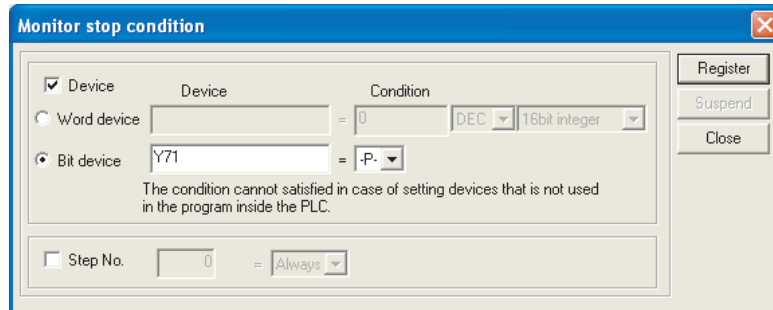 Monitor stop condition
Device
Device Condition
Word device = 0 DEC 16bit integer
Bit device Y71 = -P-
The condition cannot satisfied in case of setting devices that is not used
in the program inside the PLC.
Step No. 0 = Always
Register
Suspend
Close